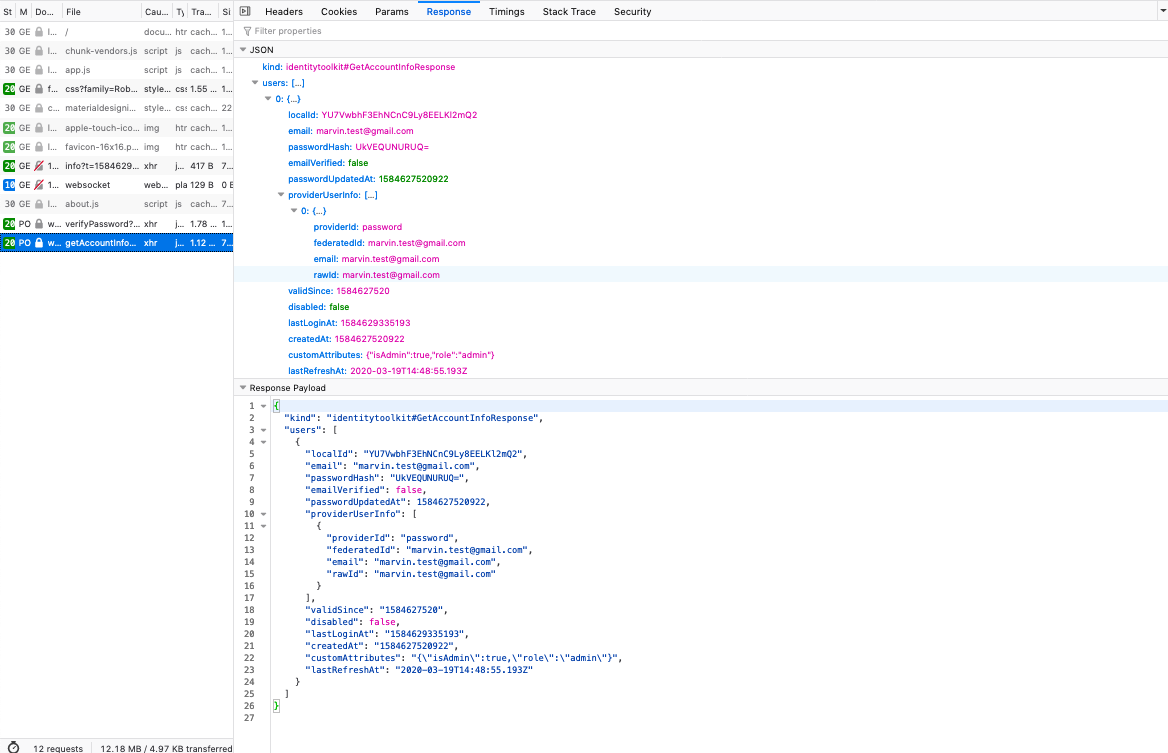 St M Do... File Cau... Ty Tra... Si
Headers Cookies Params Response Timings Stack Trace Security
30 GE l... / docu... htr cach... 1...
30 GE l... chunk-vendors.js script js cach... 1...
30 GE l... app.js script js cach... 1...
20 GE f... css?family=Rob... style... css 1.55 ... 1...
30 GE c... materialdesigni... style... css cach... 22
20 GE l... apple-touch-ico... img htr cach... 1...
20 GE l... favicon-16x16.p... img htr cach... 1...
20 GE 1... info?t=1584629... xhr j... 417 B 7...
10 GE 1... websocket web... pla 129 B 0 B
30 GE l... about.js script js cach... 7...
20 PO w... verifyPassword?... xhr j... 1.78 ... 1...
20 PO w... getAccountInfo... xhr j... 1.12 ... 7...
12 requests 12.18 MB / 4.97 KB transferred
Filter properties
JSON
kind: identitytoolkit#GetAccountInfoResponse
users: [...]
0: {...}
localId: YU7VwbhF3EhNCnC9Ly8EELKl2mQ2
email: marvin.test@gmail.com
passwordHash: UkVEQUNURUQ=
emailVerified: false
passwordUpdatedAt: 1584627520922
providerUserInfo: [...]
0: {...}
providerId: password
federatedId: marvin.test@gmail.com
email: marvin.test@gmail.com
rawId: marvin.test@gmail.com
validSince: 1584627520
disabled: false
lastLoginAt: 1584629335193
createdAt: 1584627520922
customAttributes: {"isAdmin":true,"role":"admin"}
lastRefreshAt: 2020-03-19T14:48:55.193Z
Response Payload
1 {
2 "kind": "identitytoolkit#GetAccountInfoResponse",
3 "users": [
4 {
5 "localId": "YU7VwbhF3EhNCnC9Ly8EELKl2mQ2",
6 "email": "marvin.test@gmail.com",
7 "passwordHash": "UkVEQUNURUQ=",
8 "emailVerified": false,
9 "passwordUpdatedAt": 1584627520922,
10 "providerUserInfo": [
11 {
12 "providerId": "password",
13 "federatedId": "marvin.test@gmail.com",
14 "email": "marvin.test@gmail.com",
15 "rawId": "marvin.test@gmail.com"
16 }
17 ],
18 "validSince": "1584627520",
19 "disabled": false,
20 "lastLoginAt": "1584629335193",
21 "createdAt": "1584627520922",
22 "customAttributes": "{\"isAdmin\":true,\"role\":\"admin\"}",
23 "lastRefreshAt": "2020-03-19T14:48:55.193Z"
24 }
25 ]
26 }
27